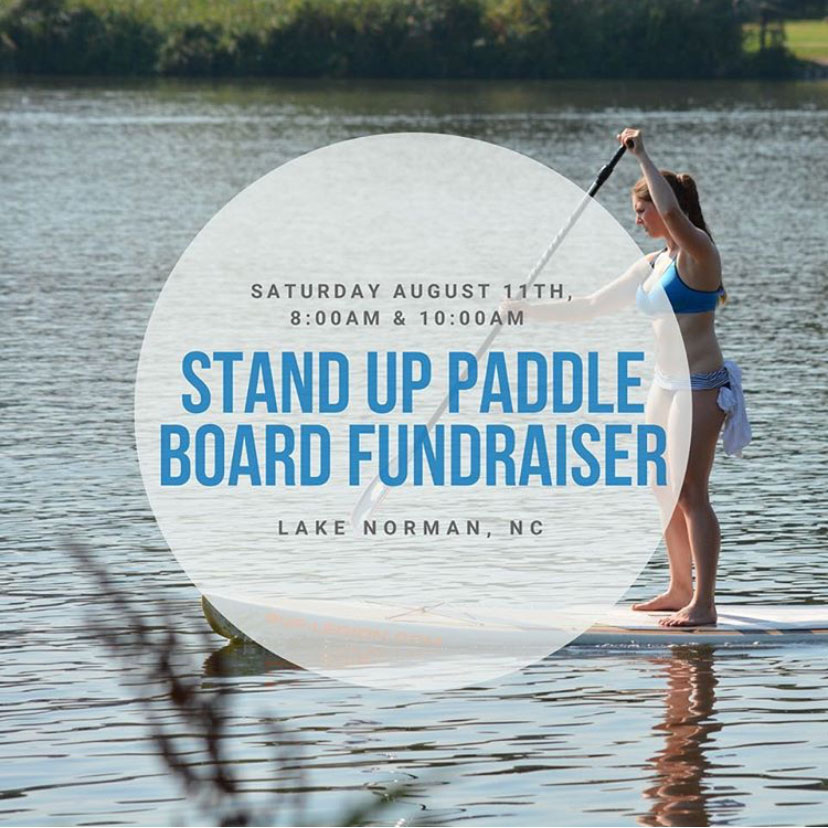 SATURDAY AUGUST 11TH,
8:00AM & 10:00AM
STAND UP PADDLE
BOARD FUNDRAISER
LAKE NORMAN, NC